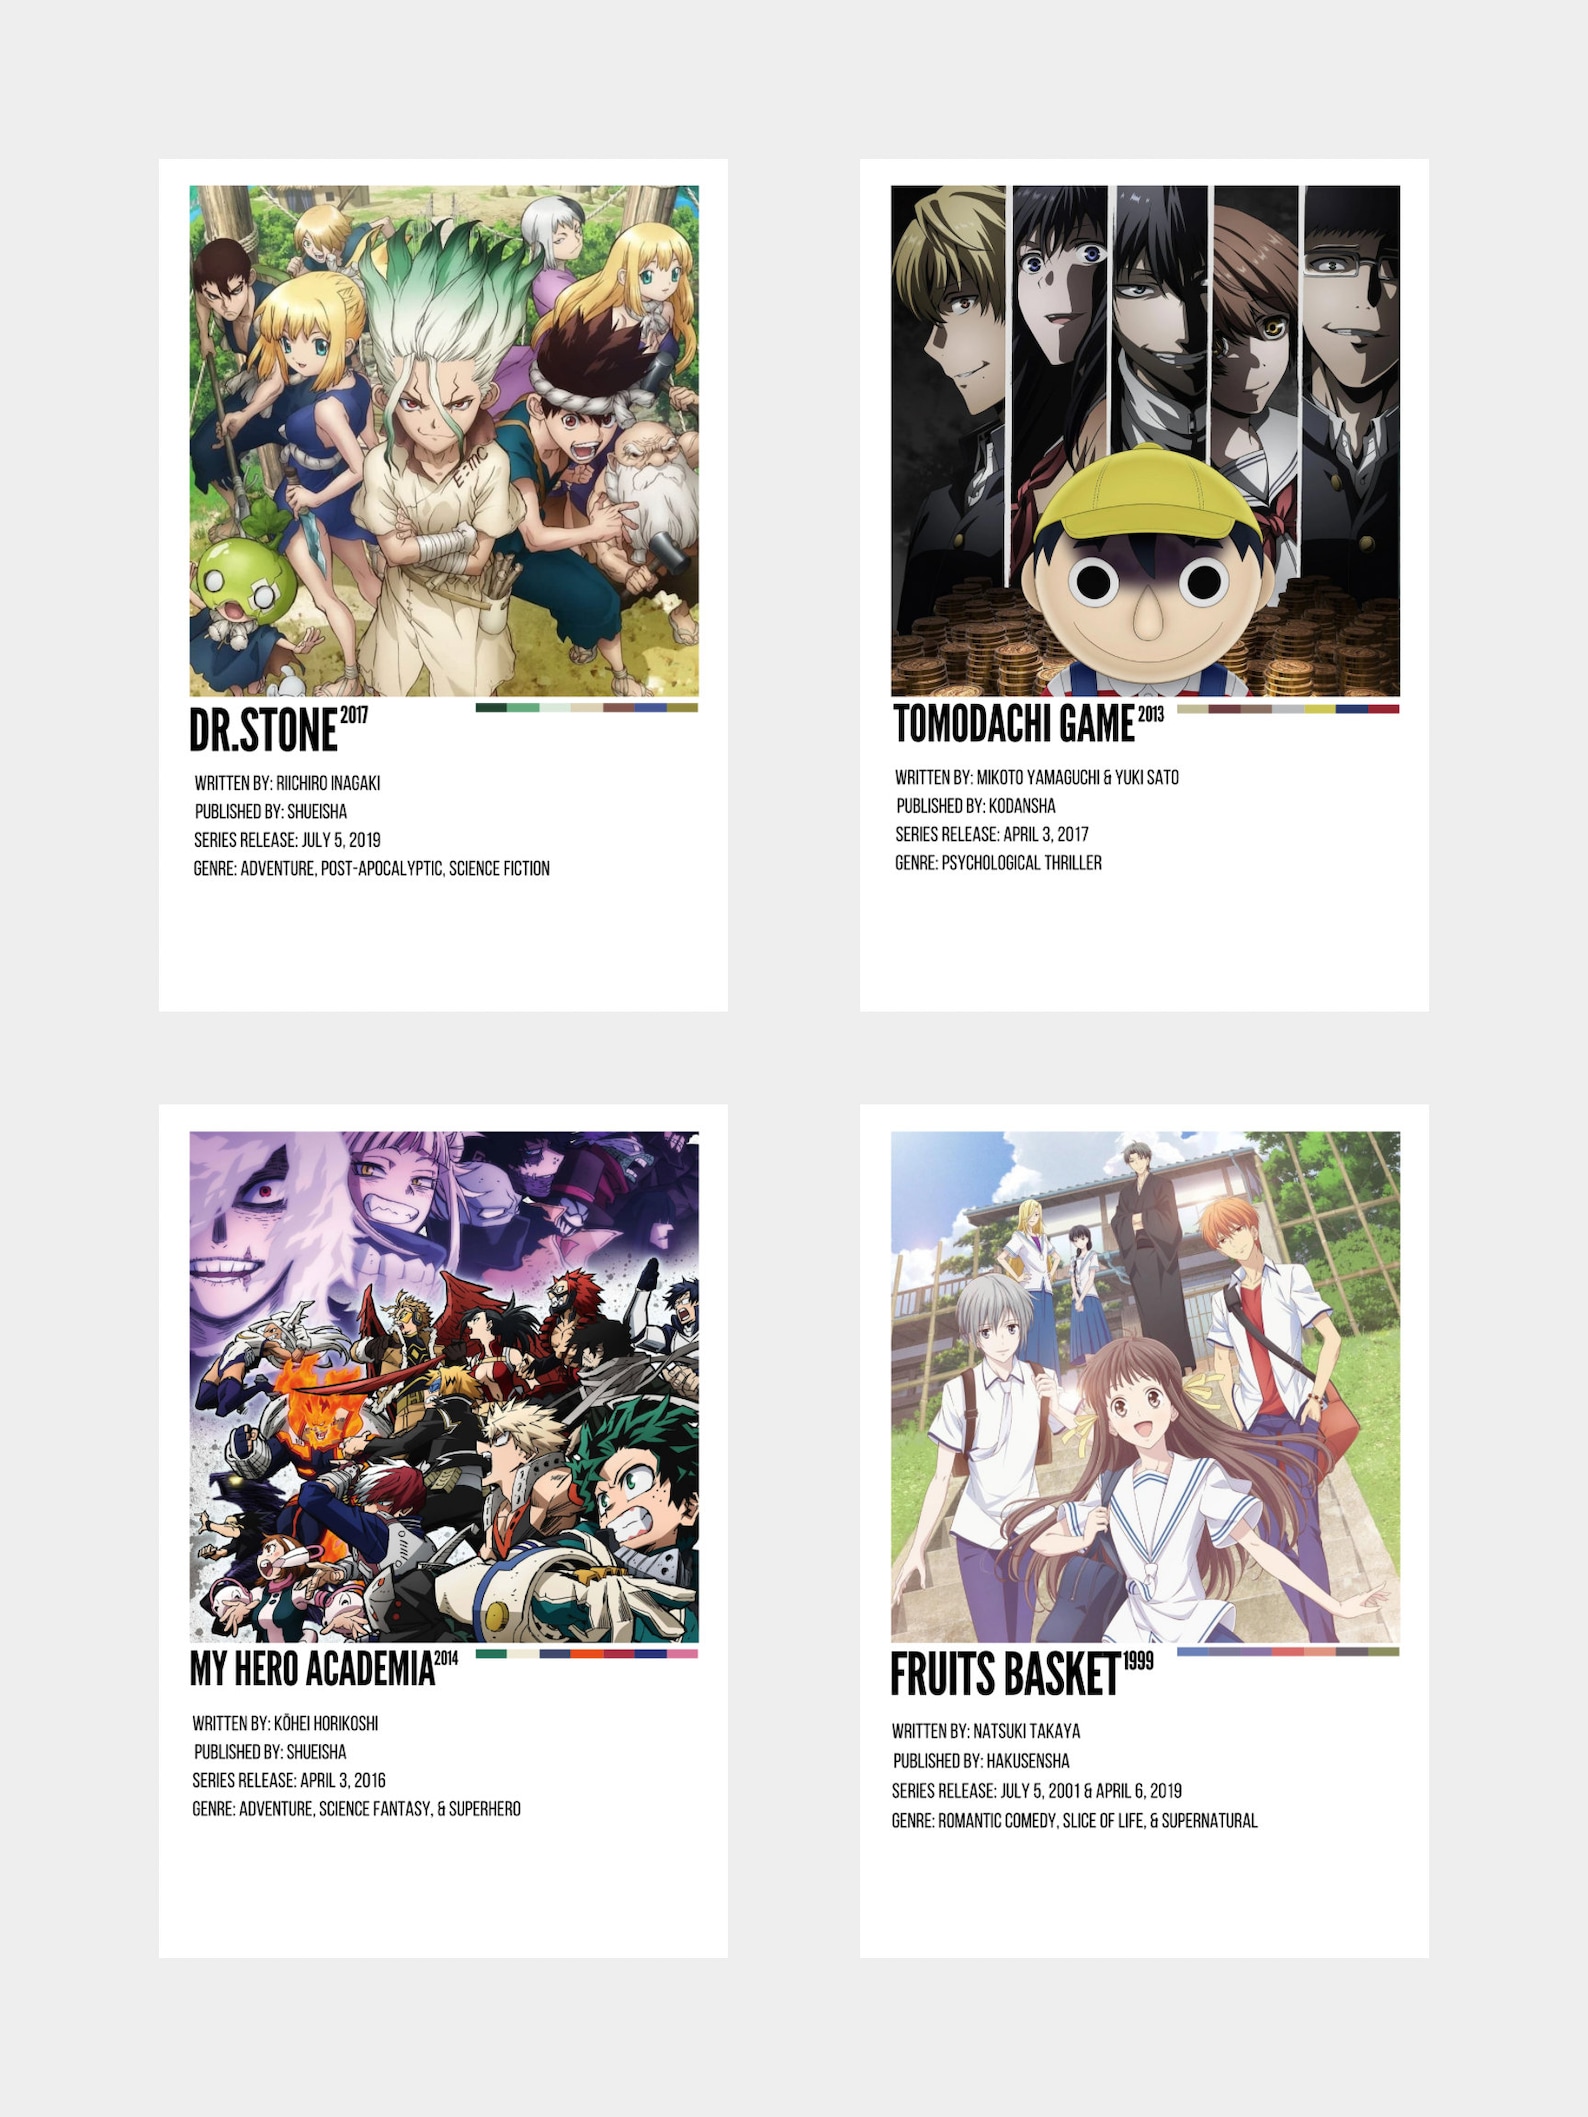 E=mc
DR.STONE 2017
WRITTEN BY: RIICHIRO INAGAKI
PUBLISHED BY: SHUEISHA
SERIES RELEASE: JULY 5, 2019
GENRE: ADVENTURE, POST-APOCALYPTIC, SCIENCE FICTION
TOMODACHI GAME 2013
WRITTEN BY: MIKOTO YAMAGUCHI & YUKI SATO
PUBLISHED BY: KODANSHA
SERIES RELEASE: APRIL 3, 2017
GENRE: PSYCHOLOGICAL THRILLER
MY HERO ACADEMIA 2014
WRITTEN BY: KŌHEI HORIKOSHI
PUBLISHED BY: SHUEISHA
SERIES RELEASE: APRIL 3, 2016
GENRE: ADVENTURE, SCIENCE FANTASY, & SUPERHERO
FRUITS BASKET 1999
WRITTEN BY: NATSUKI TAKAYA
PUBLISHED BY: HAKUSENSHA
SERIES RELEASE: JULY 5, 2001 & APRIL 6, 2019
GENRE: ROMANTIC COMEDY, SLICE OF LIFE, & SUPERNATURAL